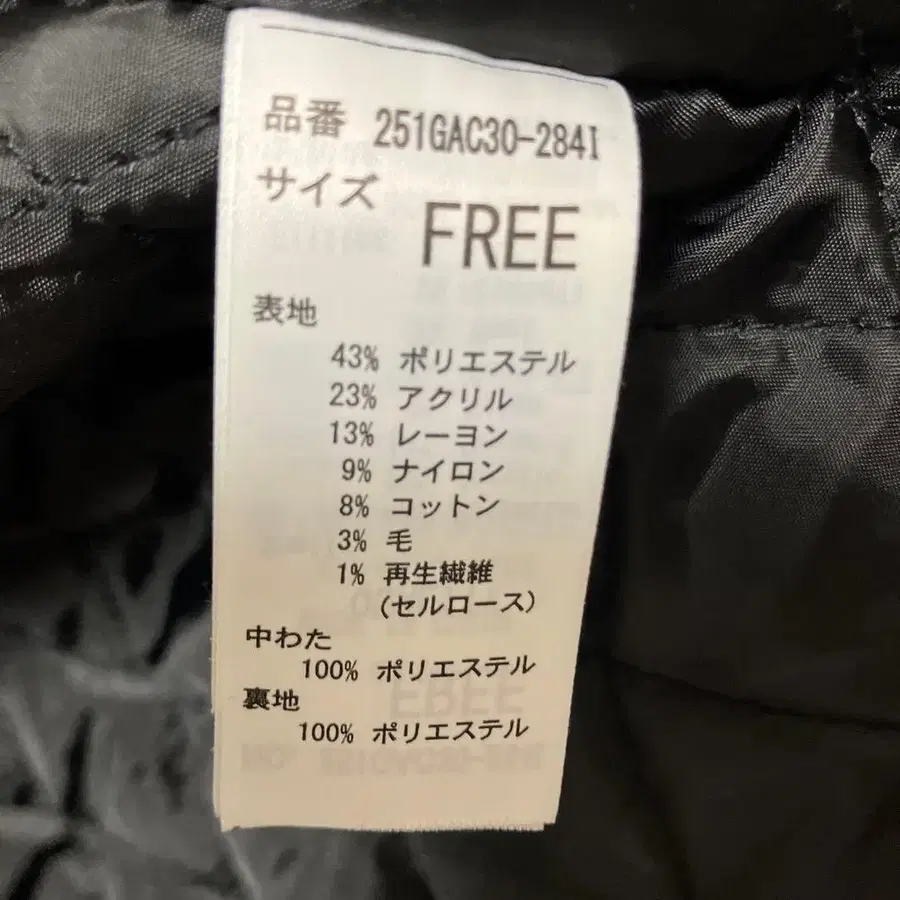 品番 251GAC30-284I
サイズ FREE
表地
43% ポリエステル
23% アクリル
13% レーヨン
9% ナイロン
8% コットン
3% 毛
1% 再生繊維
(セルロース)
中わた
100% ポリエステル
裏地
100% ポリエステル